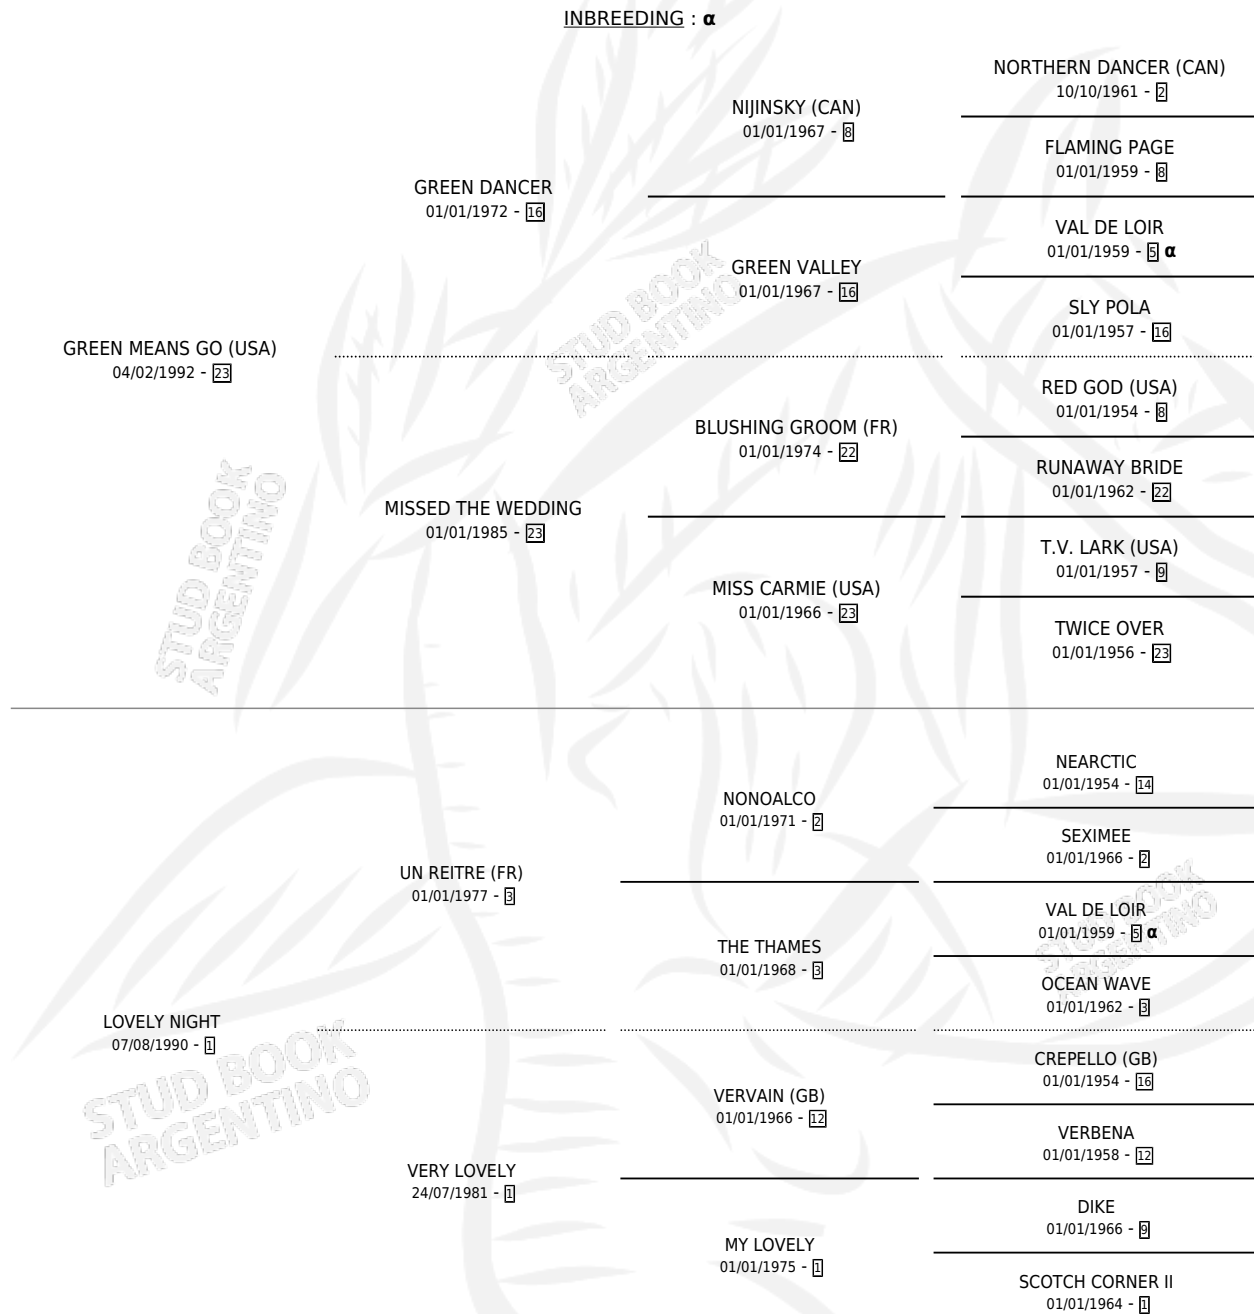 INBREEDING : α
NORTHERN DANCER (CAN)
10/10/1961 - 2
NIJINSKY (CAN)
01/01/1967 - 8
FLAMING PAGE
01/01/1959 - 8
GREEN DANCER
01/01/1972 - 16
VAL DE LOIR
01/01/1959 - 5 α
GREEN VALLEY
01/01/1967 - 16
SLY POLA
01/01/1957 - 16
GREEN MEANS GO (USA)
04/02/1992 - 23
RED GOD (USA)
01/01/1954 - 8
BLUSHING GROOM (FR)
01/01/1974 - 22
RUNAWAY BRIDE
01/01/1962 - 22
MISSED THE WEDDING
01/01/1985 - 23
T.V. LARK (USA)
01/01/1957 - 9
MISS CARMIE (USA)
01/01/1966 - 23
TWICE OVER
01/01/1956 - 23
NEARCTIC
01/01/1954 - 14
NONOALCO
01/01/1971 - 2
SEXIMEE
01/01/1966 - 2
UN REITRE (FR)
01/01/1977 - 3
VAL DE LOIR
01/01/1959 - 5 α
THE THAMES
01/01/1968 - 3
OCEAN WAVE
01/01/1962 - 3
LOVELY NIGHT
07/08/1990 - 1
CREPELLO (GB)
01/01/1954 - 16
VERVAIN (GB)
01/01/1966 - 12
VERBENA
01/01/1958 - 12
VERY LOVELY
24/07/1981 - 1
DIKE
01/01/1966 - 9
MY LOVELY
01/01/1975 - 1
SCOTCH CORNER II
01/01/1964 - 1
STUD BOOK
ARGENTINO
STUD BOOK
ARGENTINO
STUD BOOK
ARGENTINO
STUD BOOK
ARGENTINO